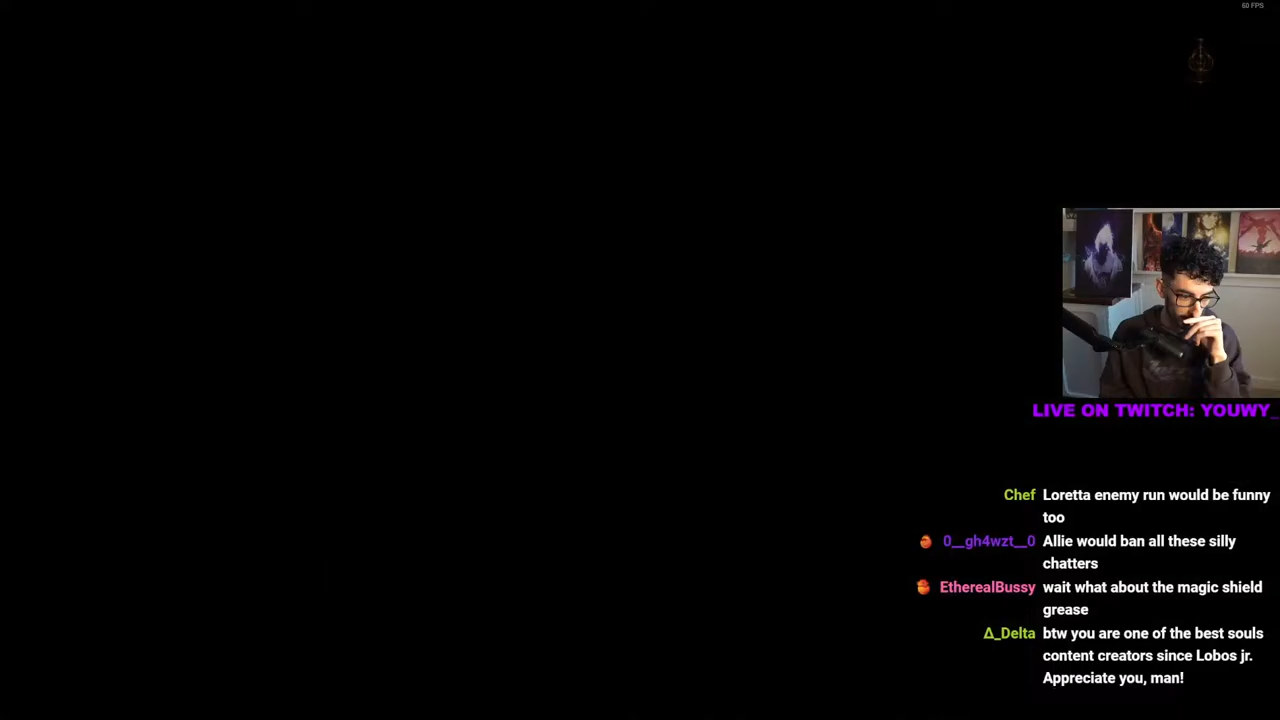 60 FPS
LIVE ON TWITCH: YOUWY_
Chef Loretta enemy run would be funny
too
0__gh4wzt__0 Allie would ban all these silly
chatters
EtherealBussy wait what about the magic shield
grease
Δ_Delta btw you are one of the best souls
content creators since Lobos jr.
Appreciate you, man!